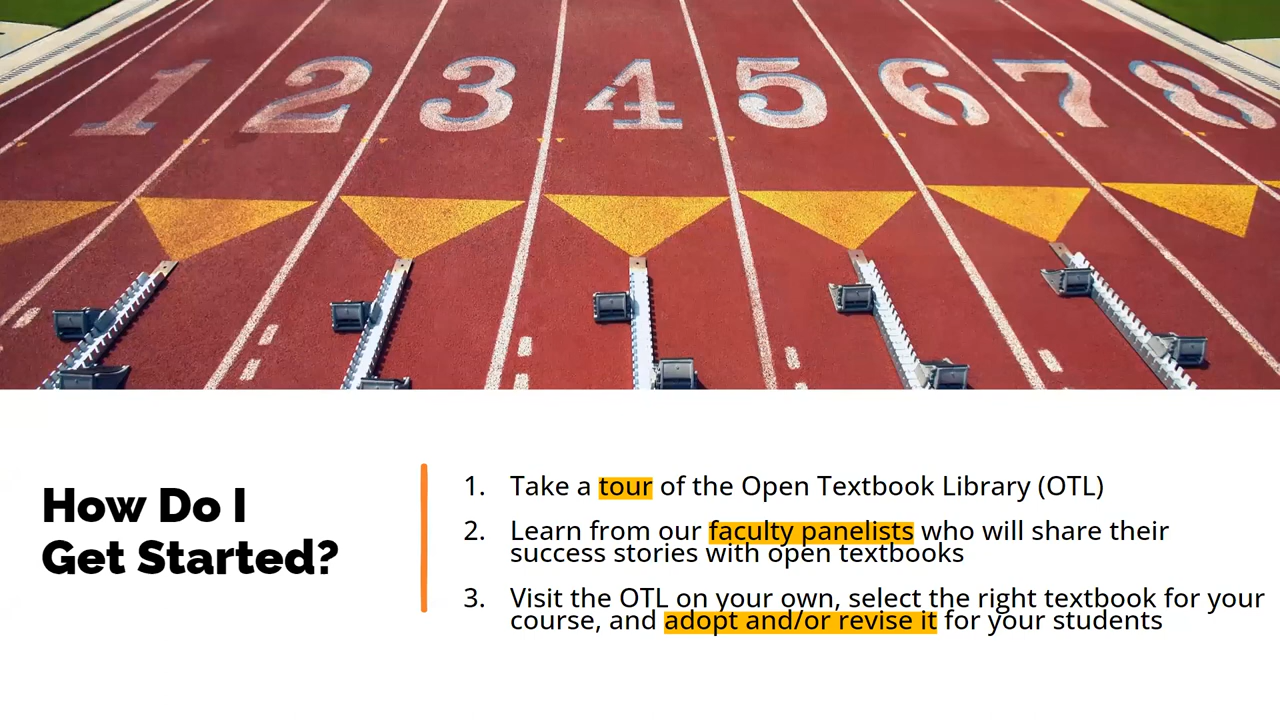 1 2 3 4 5 6 7 8
How Do I
Get Started?
1. Take a tour of the Open Textbook Library (OTL)
2. Learn from our faculty panelists who will share their
success stories with open textbooks
3. Visit the OTL on your own, select the right textbook for your
course, and adopt and/or revise it for your students